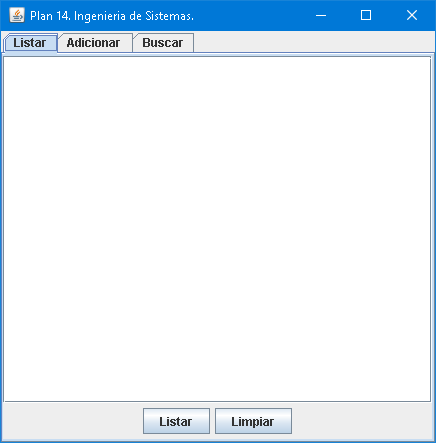 Plan 14. Ingenieria de Sistemas.
Listar Adicionar Buscar
Listar Limpiar